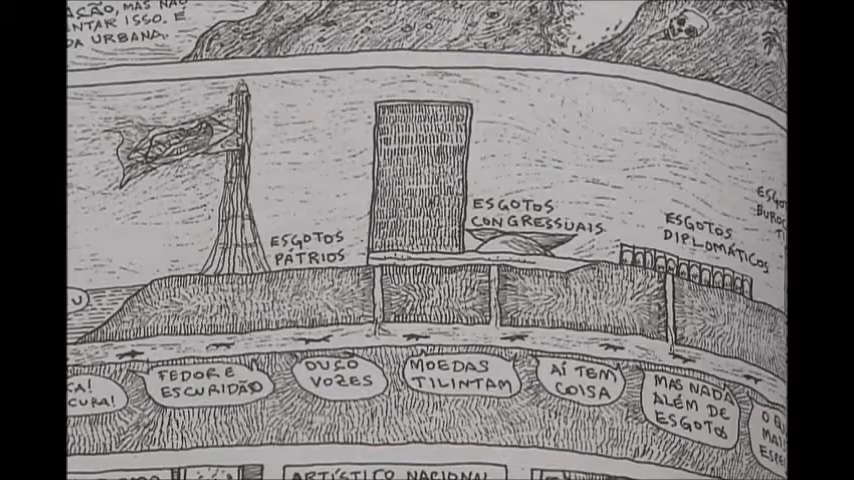 AÇÃO, MAS NÃO
NTAR ISSO. E
DA URBANA.
ESGOTOS
PÁTRIOS
ESGOTOS
CONGRESSUAIS
ESGOTOS
DIPLOMÁTICOS
U
FEDOR E
ESCURIDÃO
OUÇO
VOZES
MOEDAS
TILINTAM
AÍ TEM
COISA
MAS NADA
ALÉM DE
ESGOTOS
ARTÍSTICO NACIONAL